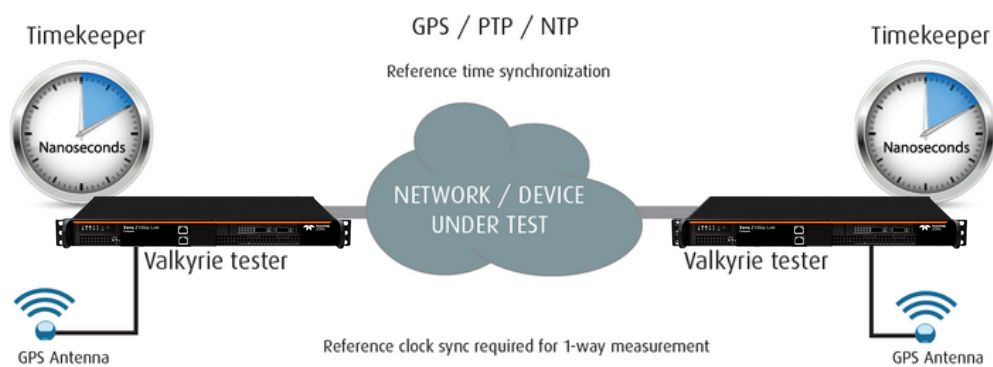 GPS / PTP / NTP
Timekeeper
Timekeeper
Reference time synchronization
Nanoseconds
Nanoseconds
NETWORK / DEVICE
UNDER TEST
Valkyrie tester
Valkyrie tester
GPS Antenna
Reference clock sync required for 1-way measurement
GPS Antenna